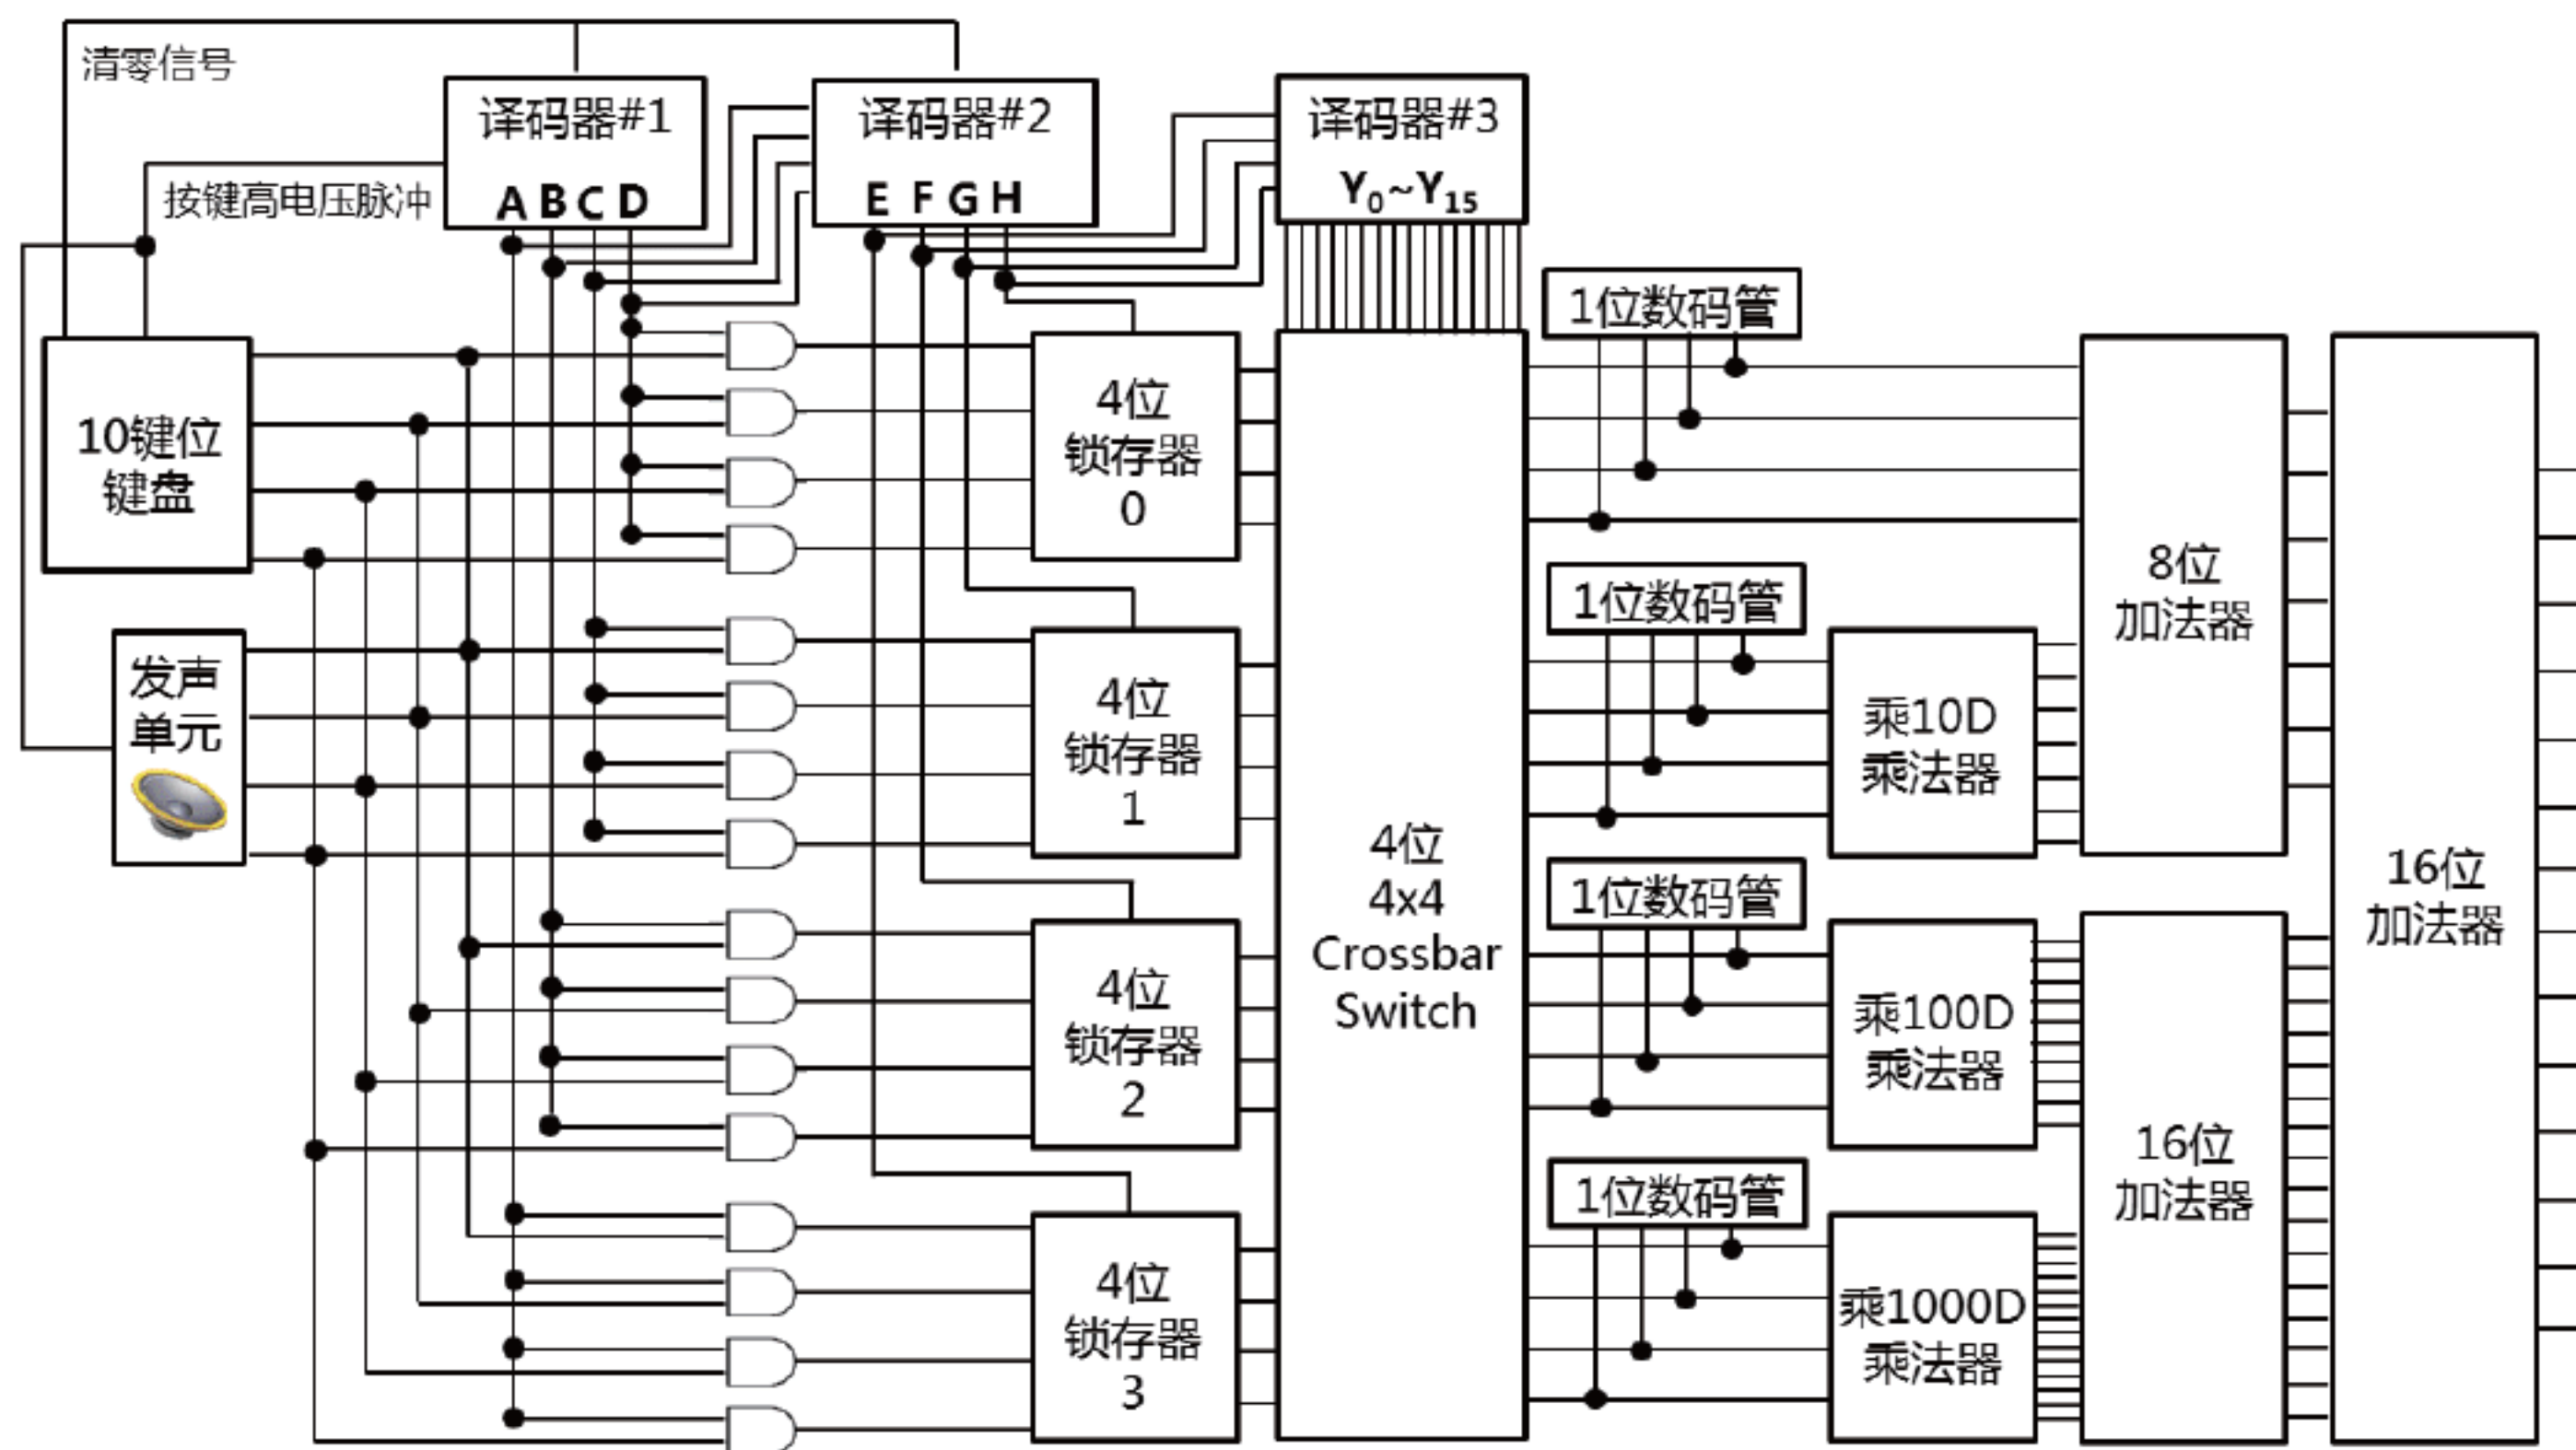 清零信号
按键高电压脉冲
译码器#1
A B C D
译码器#2
E F G H
译码器#3
Y0~Y15
10键位
键盘
发声
单元
4位
锁存器
0
4位
锁存器
1
4位
锁存器
2
4位
锁存器
3
4位
4x4
Crossbar
Switch
1位数码管
1位数码管
1位数码管
1位数码管
乘10D
乘法器
乘100D
乘法器
乘1000D
乘法器
8位
加法器
16位
加法器
16位
加法器